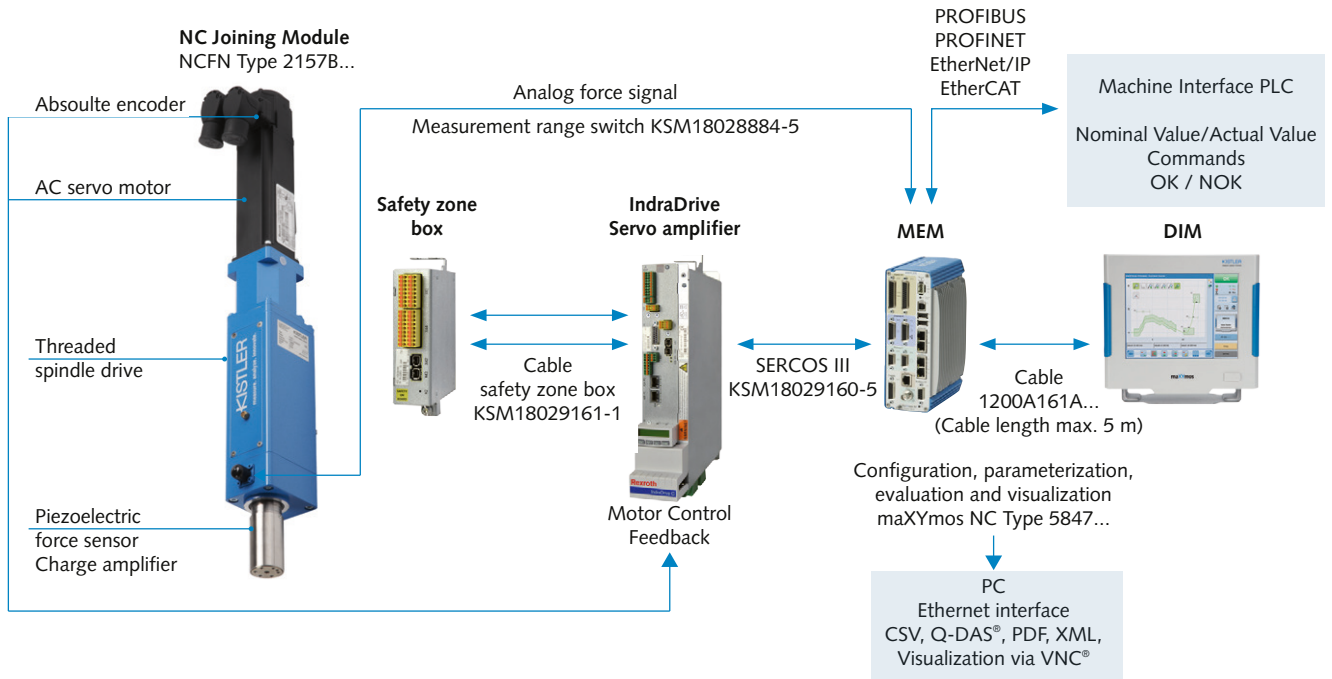 NC Joining Module
NCFN Type 2157B...
Absoulte encoder
AC servo motor
Threaded
spindle drive
Piezoelectric
force sensor
Charge amplifier
KISTLER
measure. analyze. innovate.
Analog force signal
Measurement range switch KSM18028884-5
PROFIBUS
PROFINET
EtherNet/IP
EtherCAT
Machine Interface PLC
Nominal Value/Actual Value
Commands
OK / NOK
Safety zone
box
IndraDrive
Servo amplifier
MEM
DIM
Cable
safety zone box
KSM18029161-1
SERCOS III
KSM18029160-5
Cable
1200A161A...
(Cable length max. 5 m)
Rexroth
KISTLER
maXYmos
Motor Control
Feedback
Configuration, parameterization,
evaluation and visualization
maXYmos NC Type 5847...
PC
Ethernet interface
CSV, Q-DAS®, PDF, XML,
Visualization via VNC®